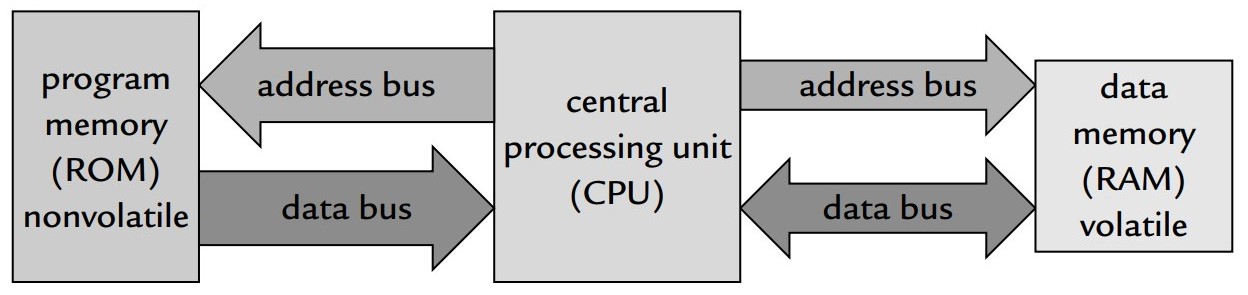 program
memory
(ROM)
nonvolatile
address bus
data bus
central
processing unit
(CPU)
address bus
data bus
data
memory
(RAM)
volatile